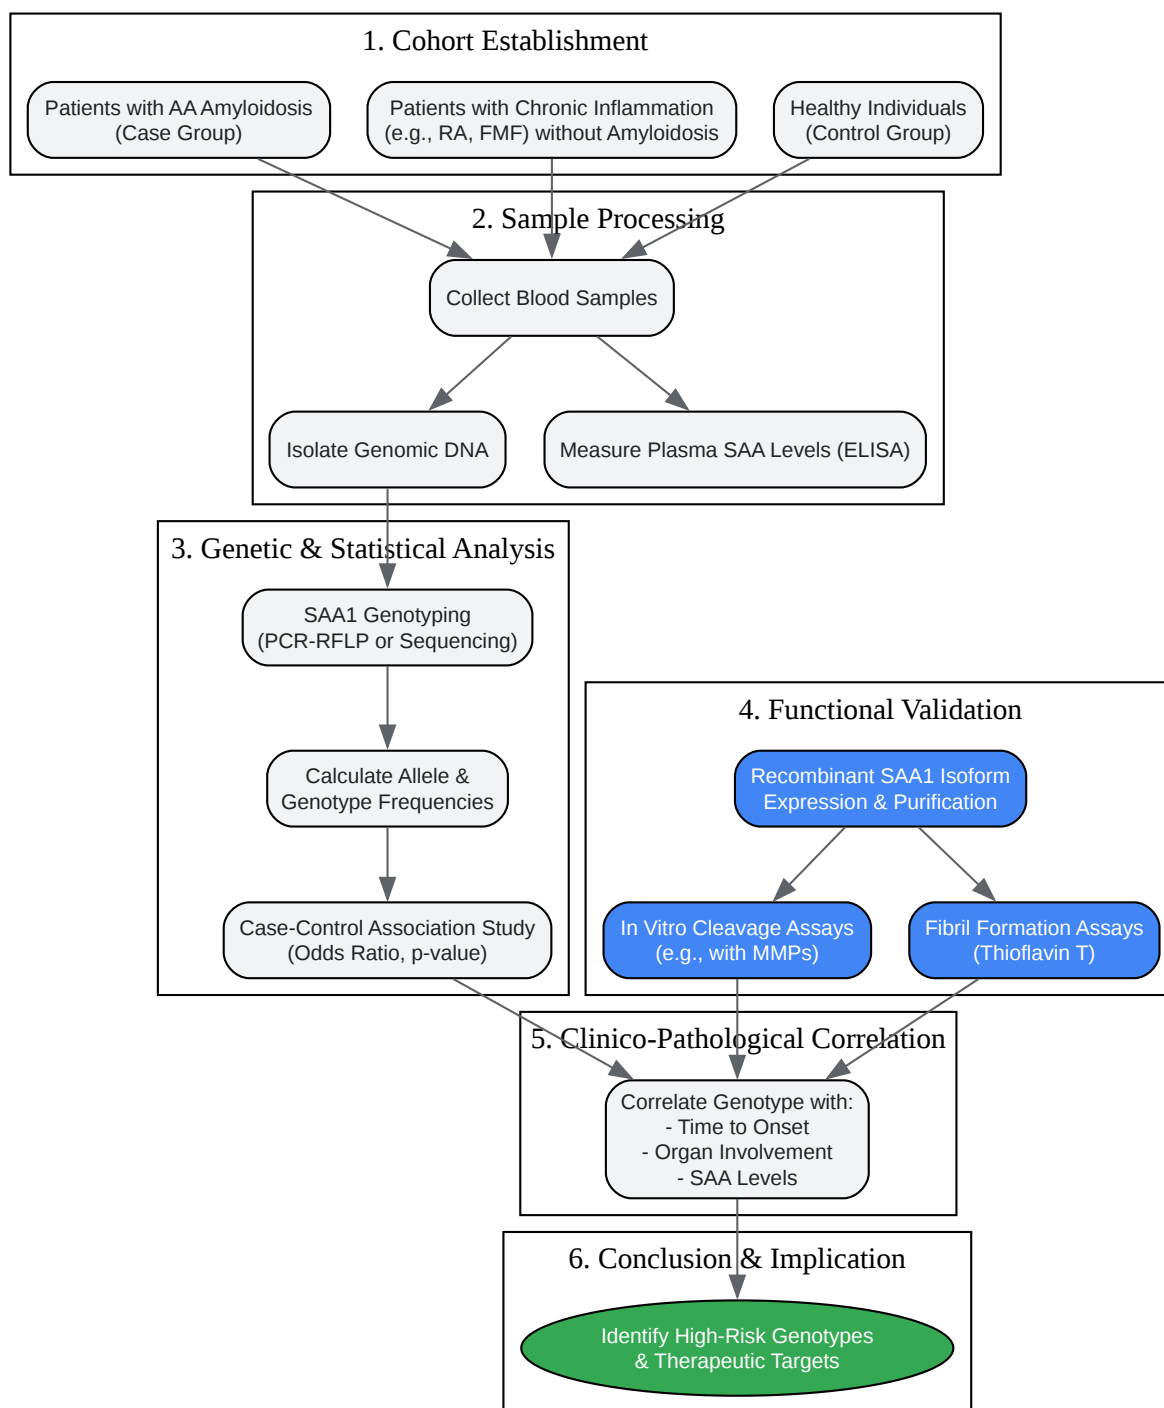 1. Cohort Establishment
Patients with AA Amyloidosis
(Case Group)
Patients with Chronic Inflammation
(e.g., RA, FMF) without Amyloidosis
Healthy Individuals
(Control Group)
2. Sample Processing
Collect Blood Samples
Isolate Genomic DNA
Measure Plasma SAA Levels (ELISA)
3. Genetic & Statistical Analysis
SAA1 Genotyping
(PCR-RFLP or Sequencing)
Calculate Allele &
Genotype Frequencies
Case-Control Association Study
(Odds Ratio, p-value)
4. Functional Validation
Recombinant SAA1 Isoform
Expression & Purification
In Vitro Cleavage Assays
(e.g., with MMPs)
Fibril Formation Assays
(Thioflavin T)
5. Clinico-Pathological Correlation
Correlate Genotype with:
- Time to Onset
- Organ Involvement
- SAA Levels
6. Conclusion & Implication
Identify High-Risk Genotypes
& Therapeutic Targets